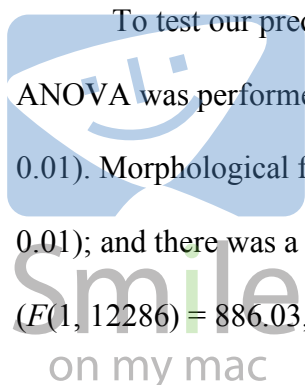 To test our pred
ANOVA was performe
0.01). Morphological f
0.01); and there was a
Smile
(F(1, 12286) = 886.03,
on my mac